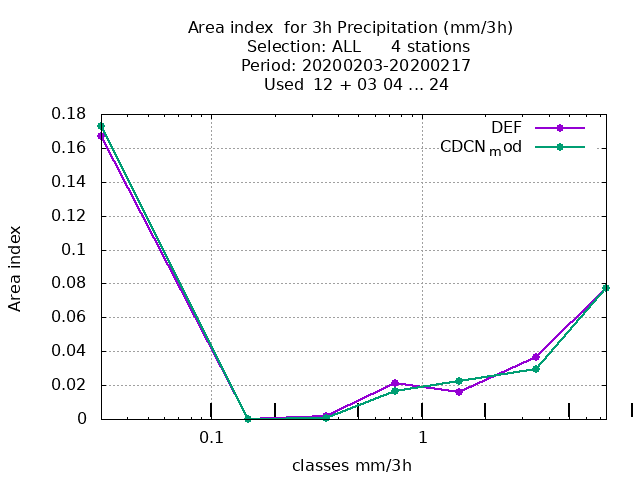 Area index  for 3h Precipitation (mm/3h)
Selection: ALL      4 stations
Period: 20200203-20200217
Used  12 + 03 04 ... 24
DEF
CDCNmod
0.18
0.16
0.14
0.12
0.1
0.08
0.06
0.04
0.02
0
Area index
0.1
1
classes mm/3h